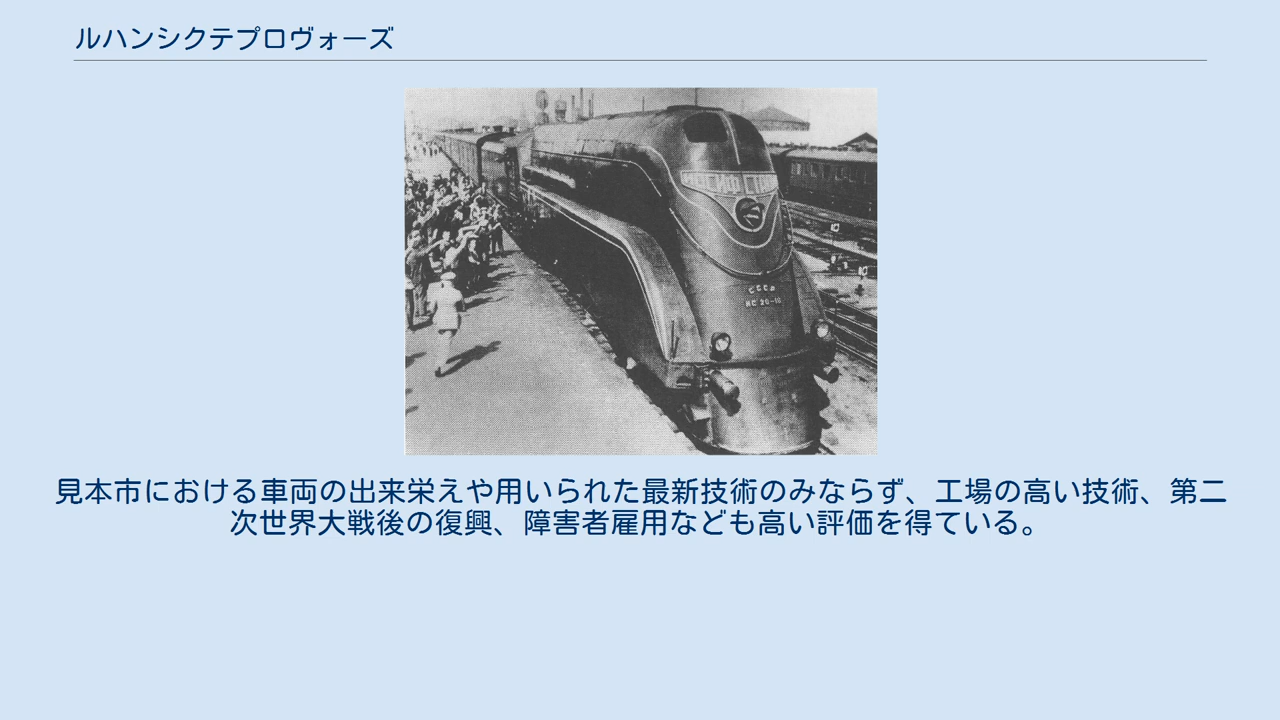 ルハンシクテプロヴォーズ
СССР
ИС 20-16
見本市における車両の出来栄えや用いられた最新技術のみならず、工場の高い技術、第二
次世界大戦後の復興、障害者雇用なども高い評価を得ている。